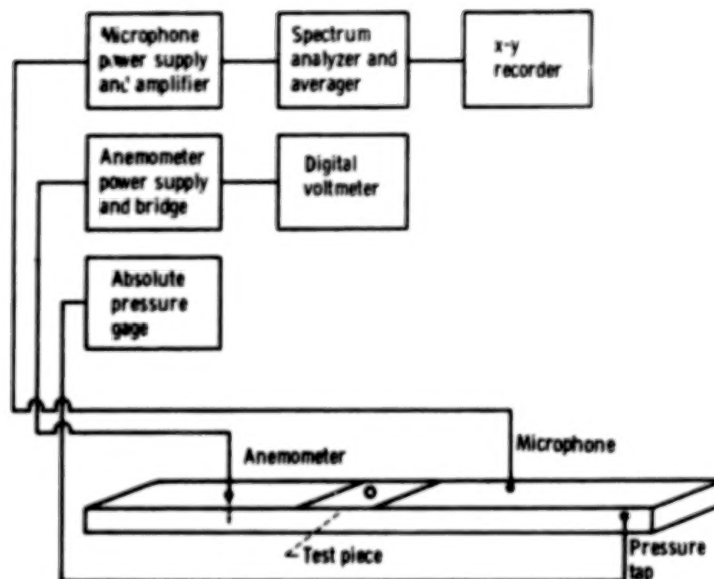 Microphone
power supply
and amplifier
Spectrum
analyzer and
averager
x-y
recorder
Anemometer
power supply
and bridge
Digital
voltmeter
Absolute
pressure
gage
Anemometer
Microphone
Test piece
Pressure
tap